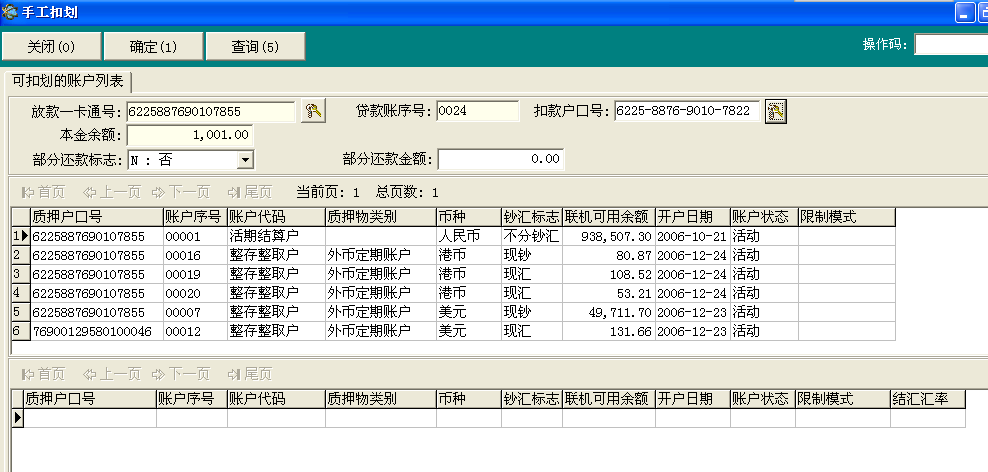 手工扣划
关闭(0) 确定(1) 查询(5) 操作码:
可扣划的账户列表
放款一卡通号: 6225887690107855 贷款账序号: 0024 扣款户口号: 6225-8876-9010-7822
本金余额: 1,001.00
部分还款标志: N : 否 部分还款金额: 0.00
首页 上一页 下一页 尾页 当前页: 1 总页数: 1
质押户口号 账户序号 账户代码 质押物类别 币种 钞汇标志 联机可用余额 开户日期 账户状态 限制模式
1 6225887690107855 00001 活期结算户 人民币 不分钞汇 938,507.30 2006-10-21 活动
2 6225887690107855 00016 整存整取户 外币定期账户 港币 现钞 80.87 2006-12-24 活动
3 6225887690107855 00019 整存整取户 外币定期账户 港币 现汇 108.52 2006-12-24 活动
4 6225887690107855 00020 整存整取户 外币定期账户 港币 现汇 53.21 2006-12-24 活动
5 6225887690107855 00007 整存整取户 外币定期账户 美元 现钞 49,711.70 2006-12-23 活动
6 76900129580100046 00012 整存整取户 外币定期账户 美元 现汇 131.66 2006-12-23 活动
首页 上一页 下一页 尾页
质押户口号 账户序号 账户代码 质押物类别 币种 钞汇标志 联机可用余额 开户日期 账户状态 限制模式 结汇汇率